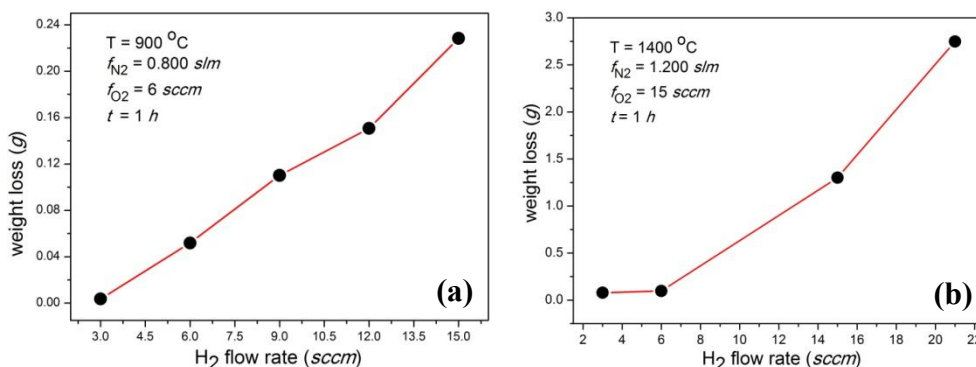 T = 900 °C
f_N2 = 0.800 slm
f_O2 = 6 sccm
t = 1 h
weight loss (g)
0.24
0.20
0.16
0.12
0.08
0.04
0.00
3.0 4.5 6.0 7.5 9.0 10.5 12.0 13.5 15.0
H2 flow rate (sccm)
(a)
T = 1400 °C
f_N2 = 1.200 slm
f_O2 = 15 sccm
t = 1 h
weight loss (g)
3.0
2.5
2.0
1.5
1.0
0.5
0.0
2 4 6 8 10 12 14 16 18 20 22
H2 flow rate (sccm)
(b)